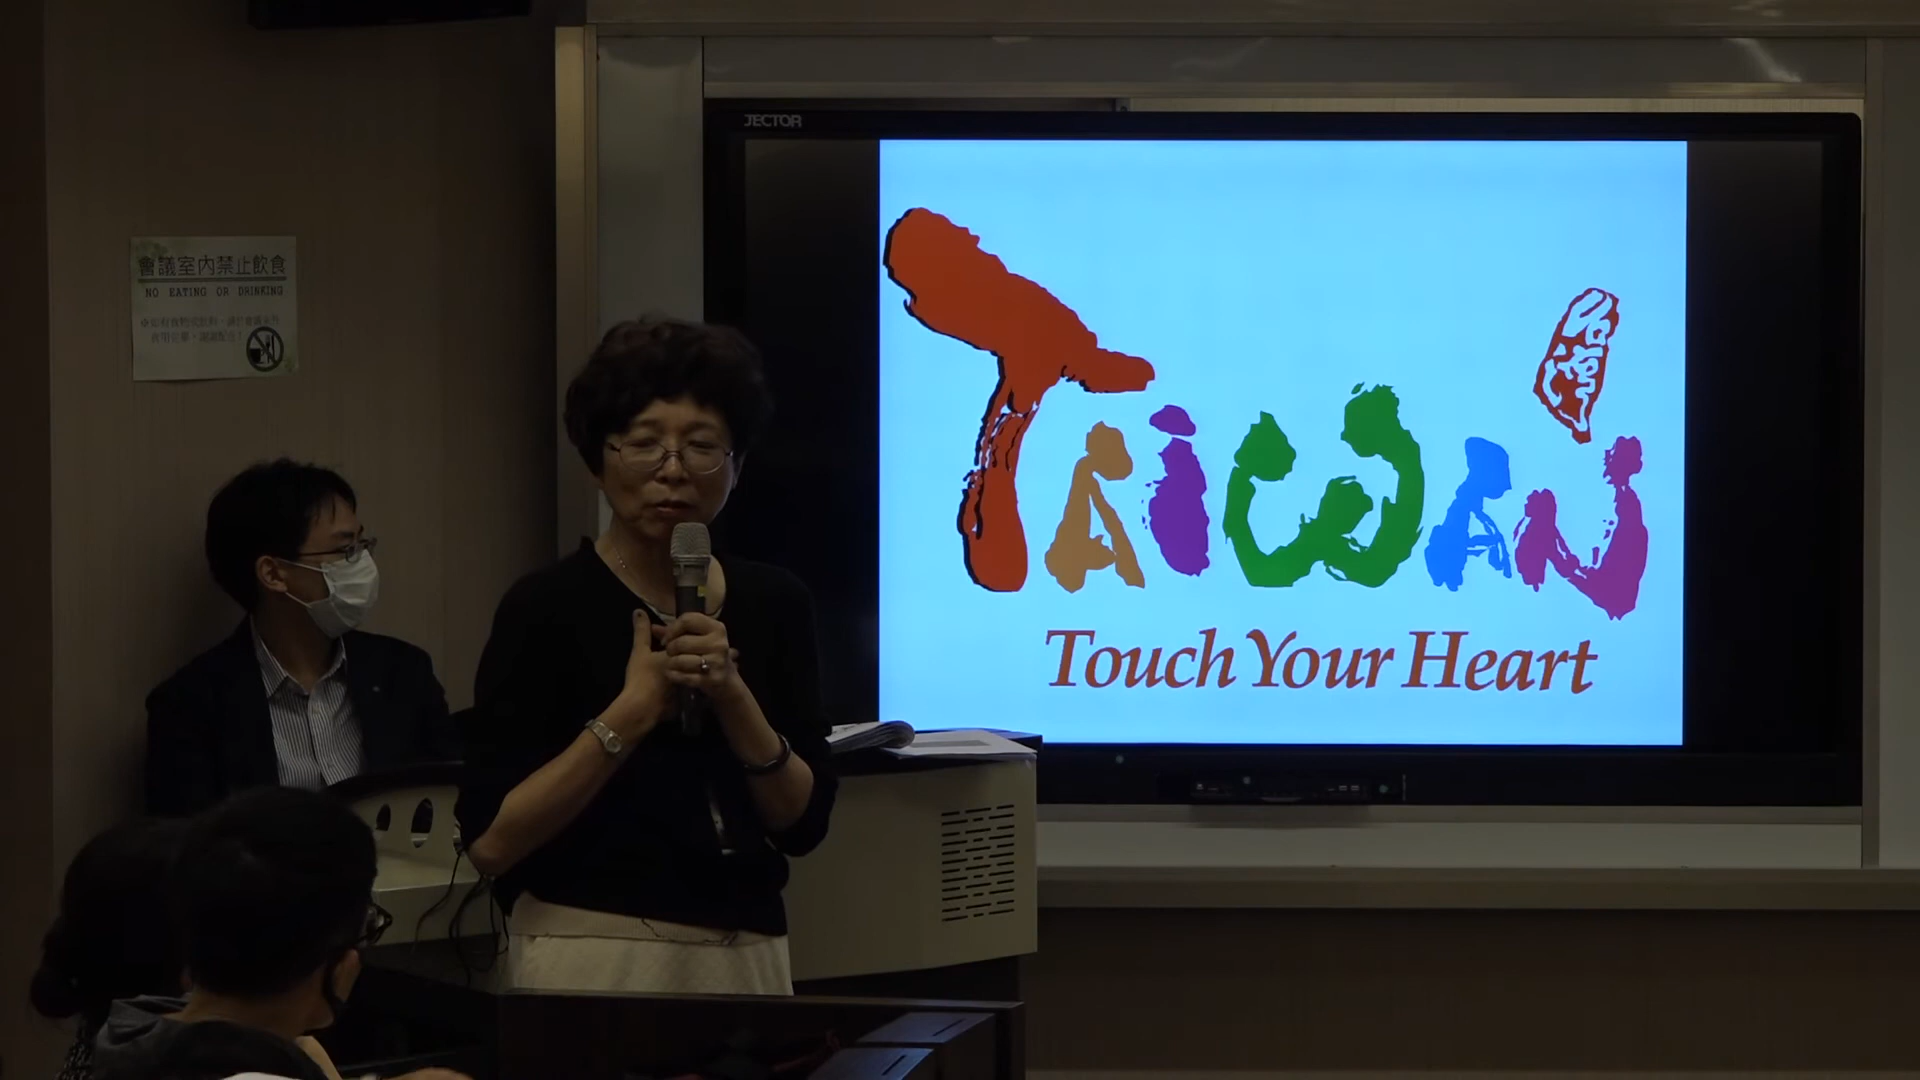 JECTOR
會議室內禁止飲食
NO EATING OR DRINKING
台灣
TAIWAN
Touch Your Heart